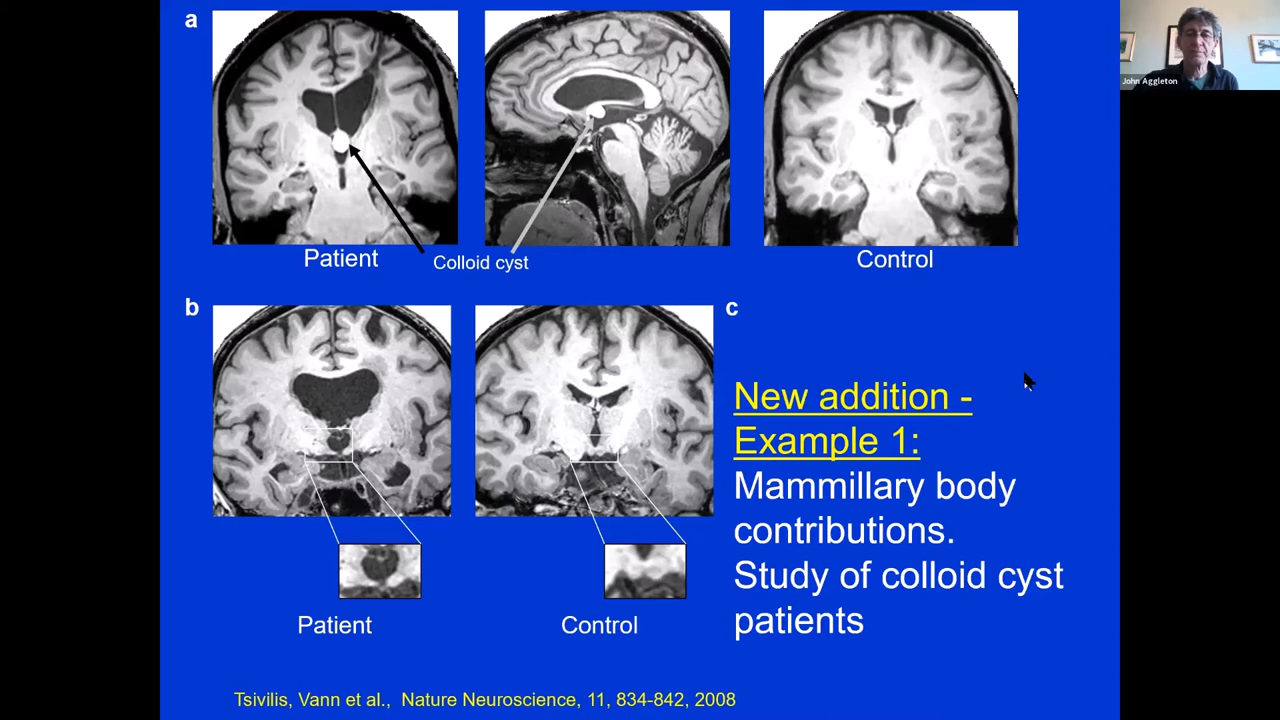 a
John Aggleton
Patient
Colloid cyst
Control
b
c
New addition -
Example 1:
Mammillary body
contributions.
Study of colloid cyst
patients
Patient
Control
Tsivilis, Vann et al., Nature Neuroscience, 11, 834-842, 2008